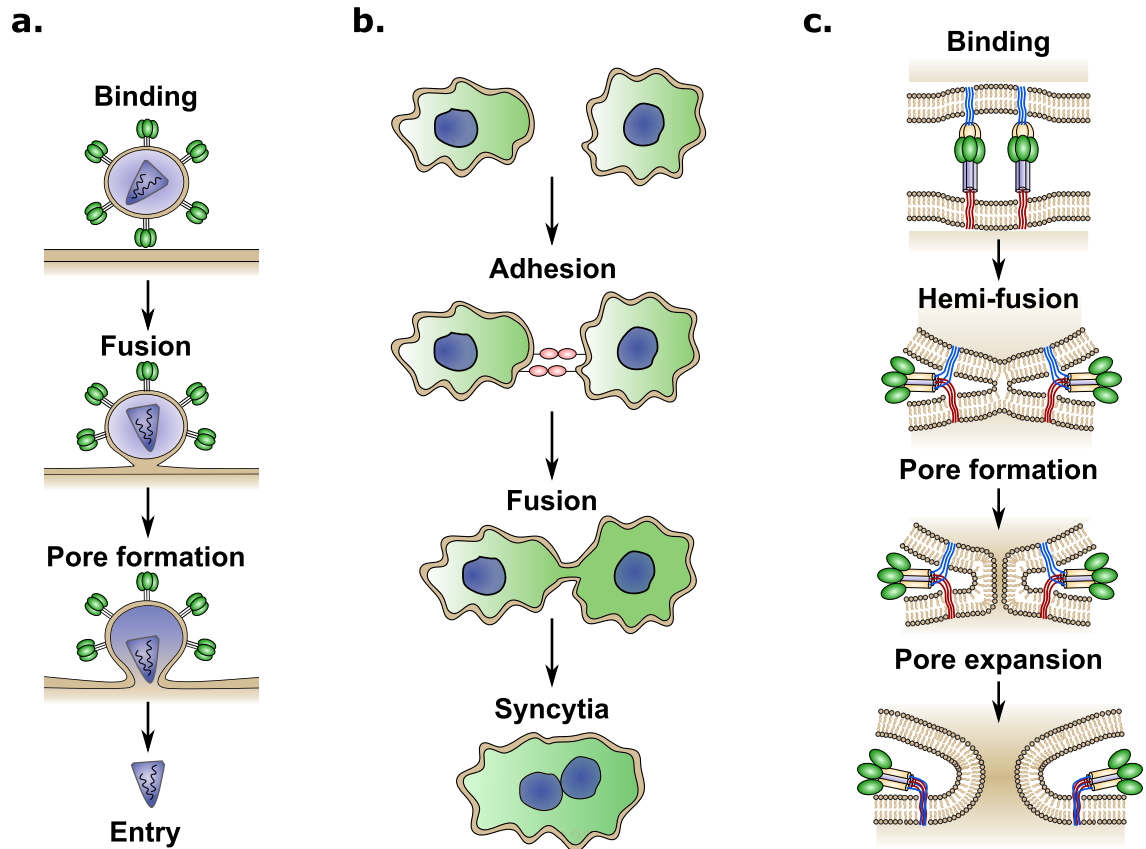 a.
Binding
Fusion
Pore formation
Entry
b.
Adhesion
Fusion
Syncytia
c.
Binding
Hemi-fusion
Pore formation
Pore expansion